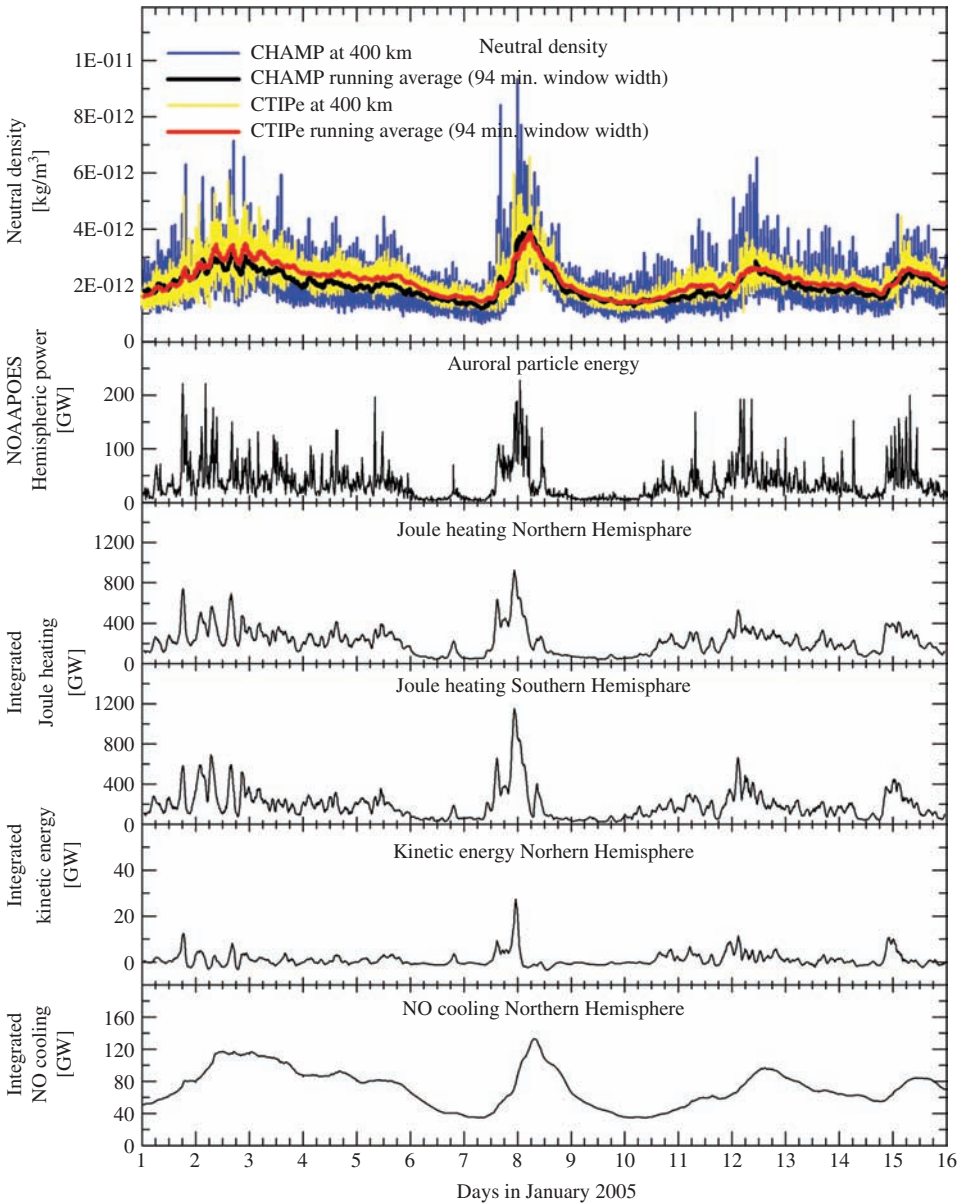 Neutral density
CHAMP at 400 km
CHAMP running average (94 min. window width)
CTIPe at 400 km
CTIPe running average (94 min. window width)
Neutral density
[kg/m³]
1E-011
8E-012
6E-012
4E-012
2E-012
0
Auroral particle energy
NOAAPOES
Hemispheric power
[GW]
200
100
0
Joule heating Northern Hemisphare
1200
800
400
0
Integrated
Joule heating
[GW]
Joule heating Southern Hemisphare
1200
800
400
0
Kinetic energy Norhern Hemisphere
Integrated
kinetic energy
[GW]
40
20
0
NO cooling Northern Hemisphere
Integrated
NO cooling
[GW]
160
120
80
40
0
1 2 3 4 5 6 7 8 9 10 11 12 13 14 15 16
Days in January 2005